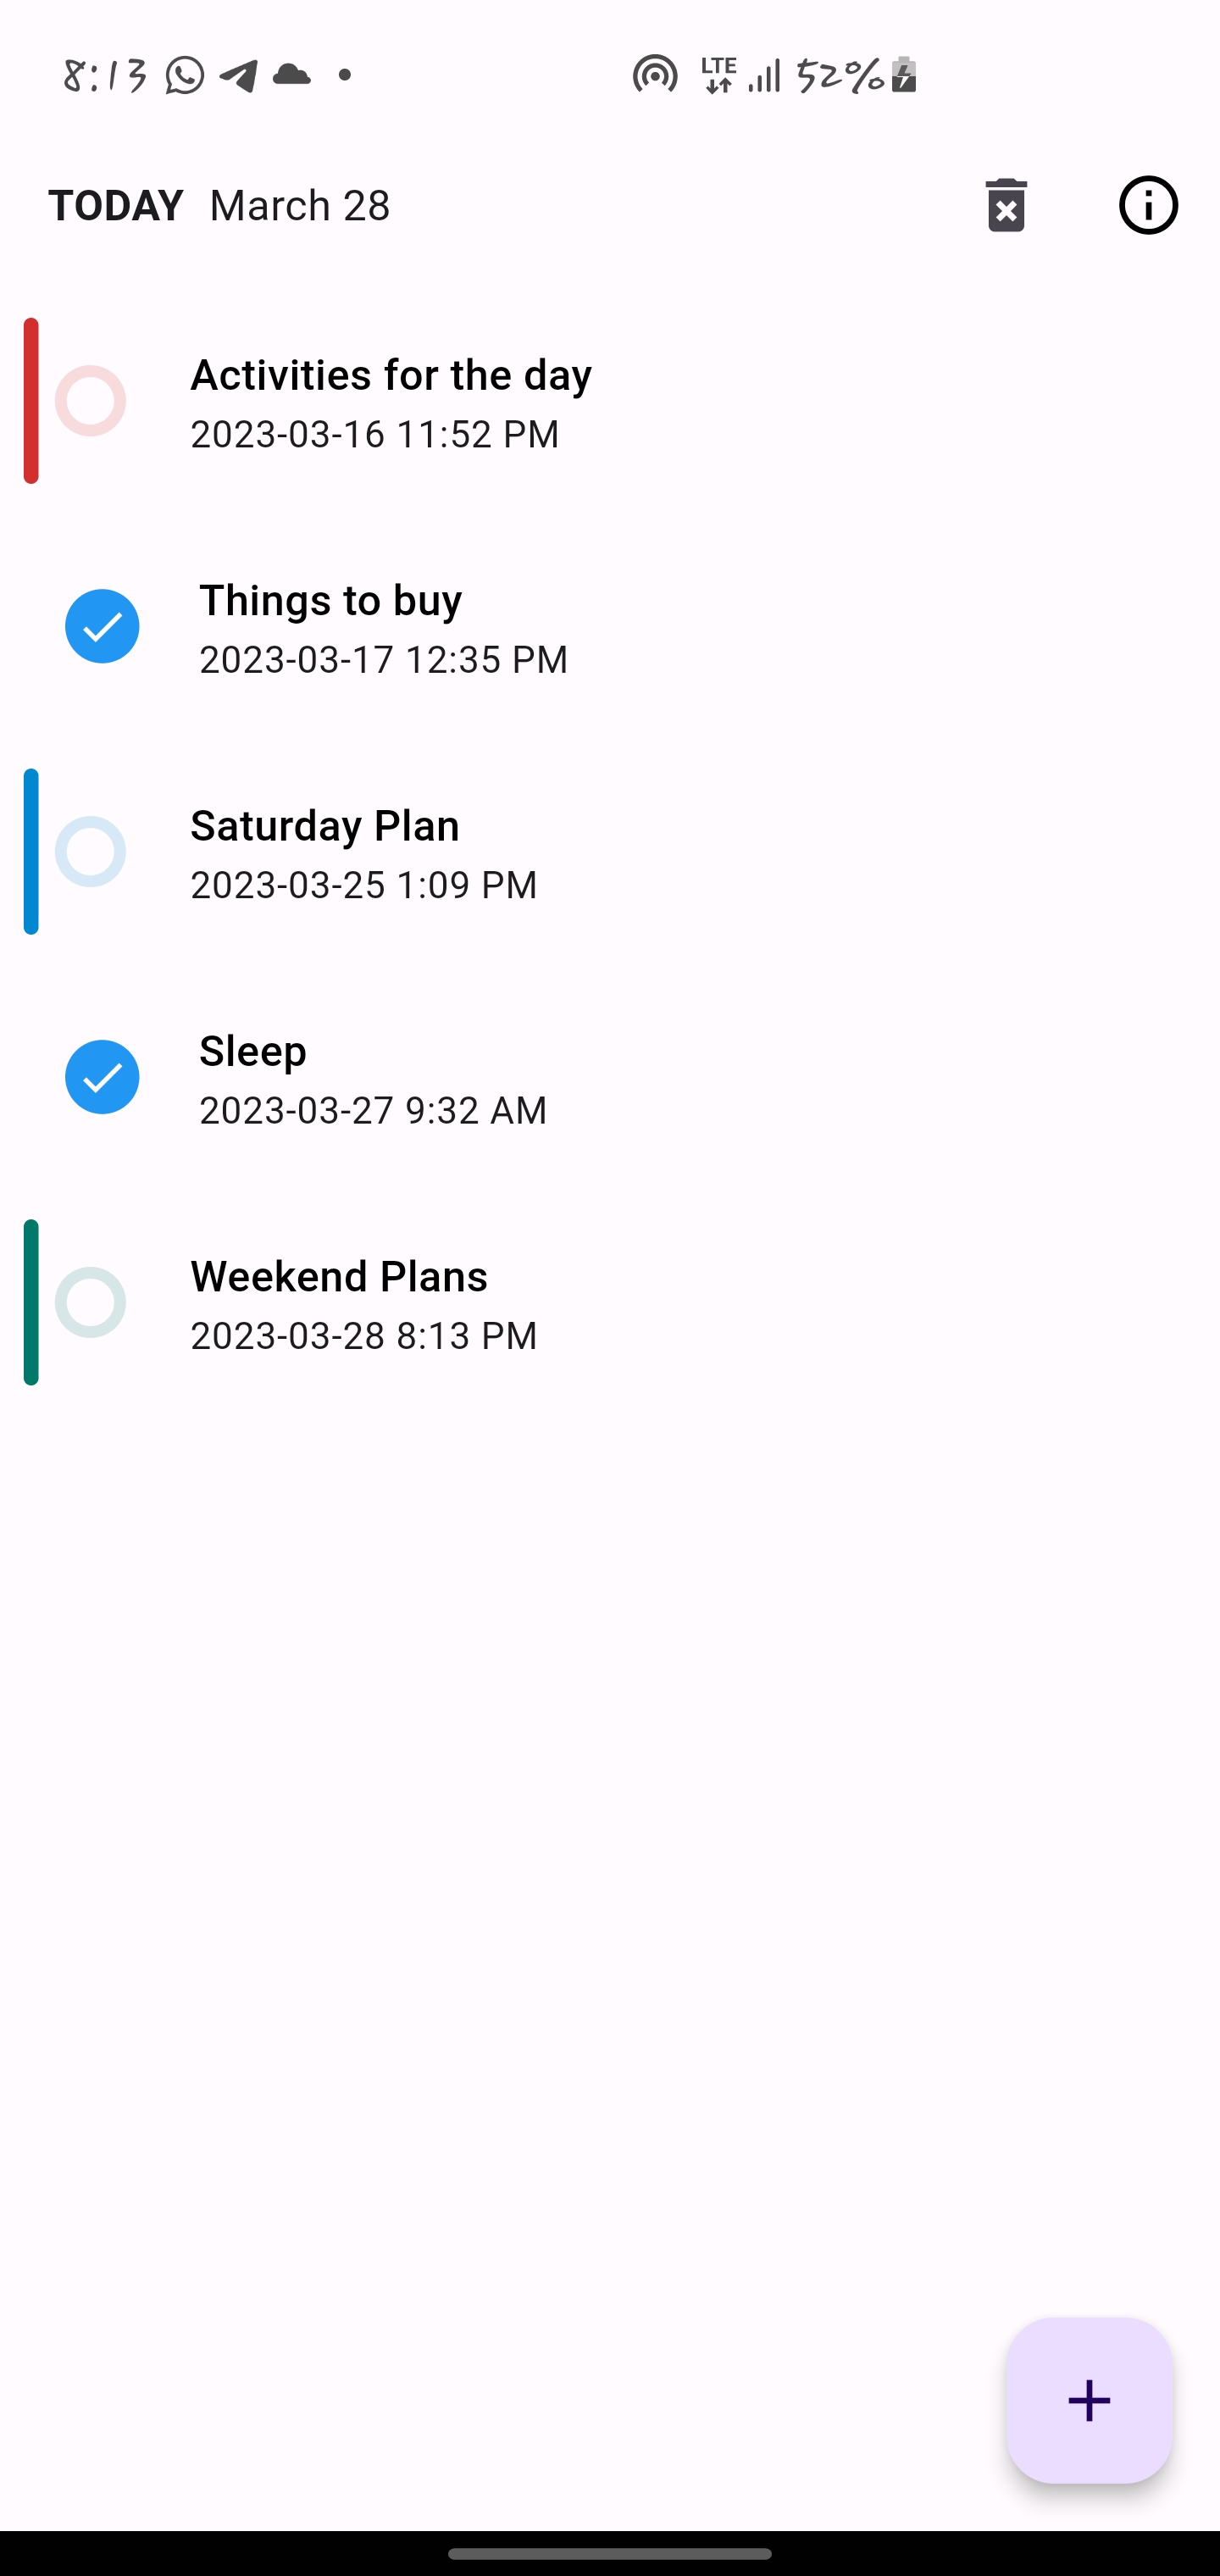 8:13
LTE 52%
TODAY March 28
Activities for the day
2023-03-16 11:52 PM
Things to buy
2023-03-17 12:35 PM
Saturday Plan
2023-03-25 1:09 PM
Sleep
2023-03-27 9:32 AM
Weekend Plans
2023-03-28 8:13 PM